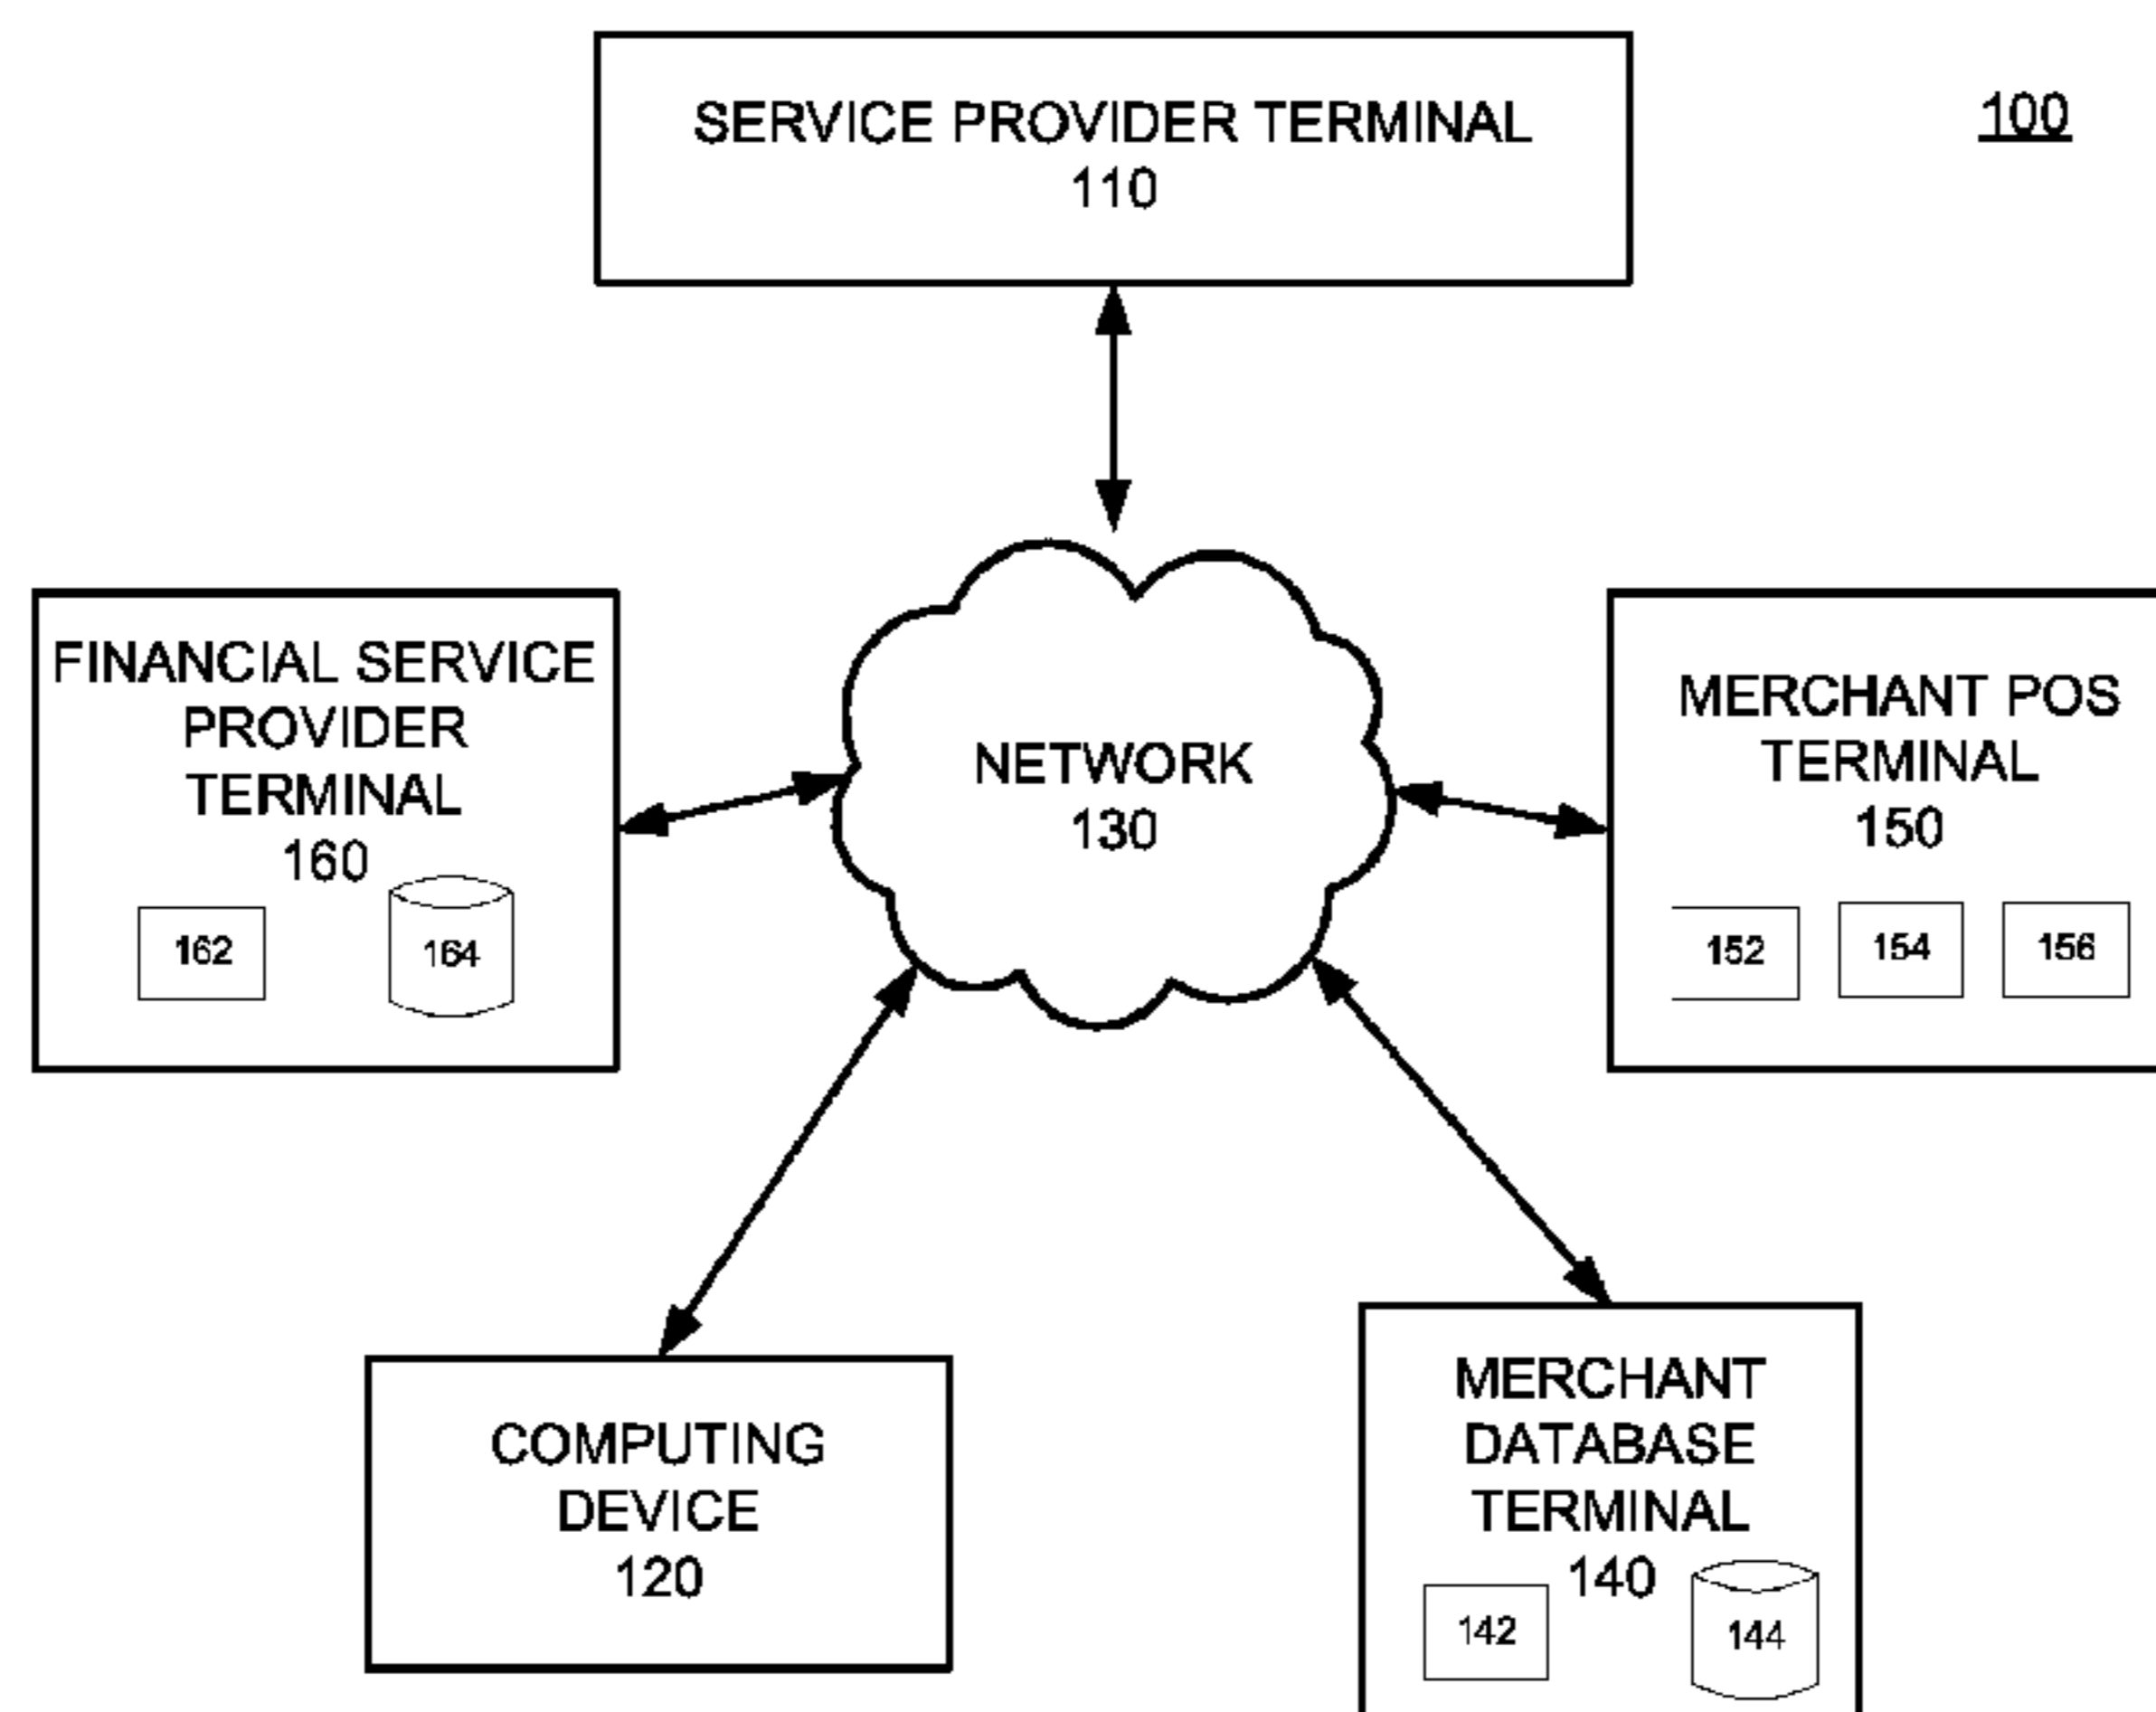 SERVICE PROVIDER TERMINAL
110
100
FINANCIAL SERVICE
PROVIDER
TERMINAL
160
162
164
NETWORK
130
MERCHANT POS
TERMINAL
150
152
154
156
COMPUTING
DEVICE
120
MERCHANT
DATABASE
TERMINAL
140
142
144